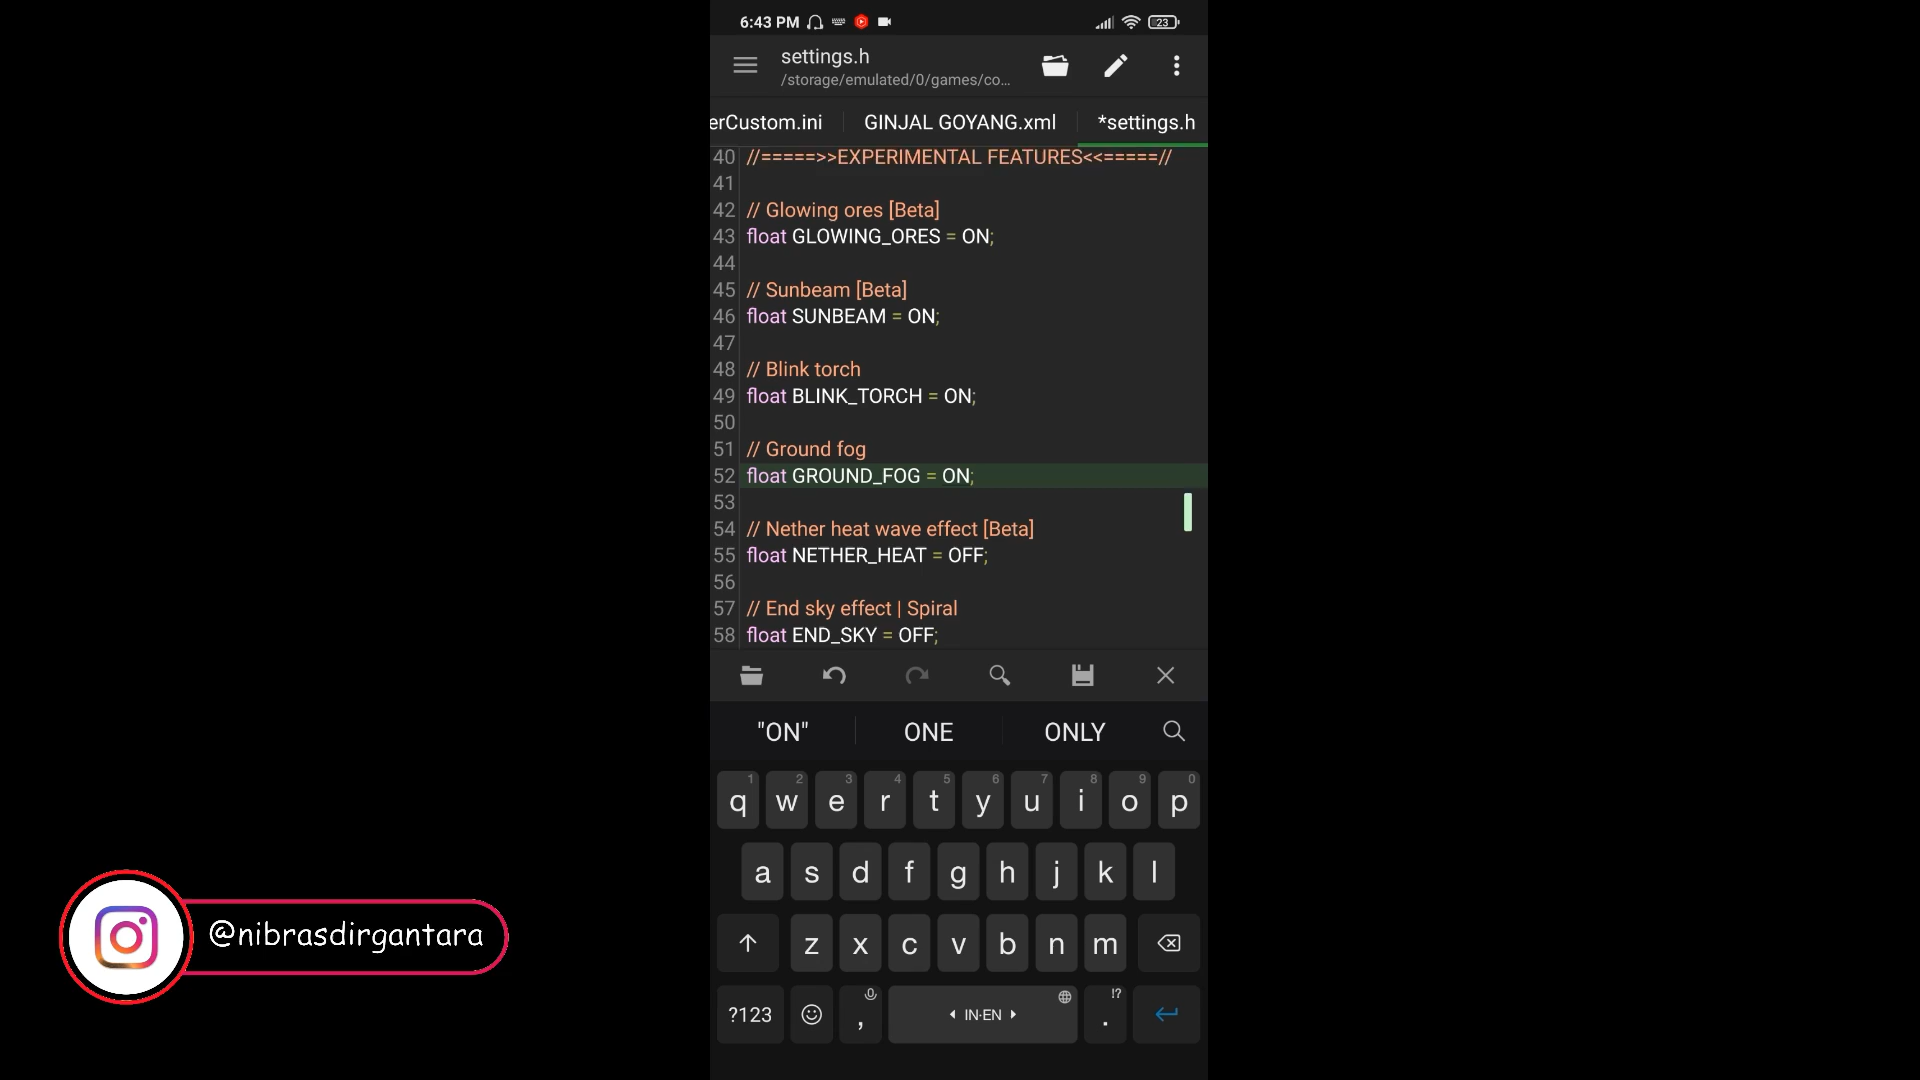 6:43 PM
23
settings.h
/storage/emulated/0/games/co...
erCustom.ini
GINJAL GOYANG.xml
*settings.h
40 //=====>>EXPERIMENTAL FEATURES<<=====//
41
42 // Glowing ores [Beta]
43 float GLOWING_ORES = ON;
44
45 // Sunbeam [Beta]
46 float SUNBEAM = ON;
47
48 // Blink torch
49 float BLINK_TORCH = ON;
50
51 // Ground fog
52 float GROUND_FOG = ON;
53
54 // Nether heat wave effect [Beta]
55 float NETHER_HEAT = OFF;
56
57 // End sky effect | Spiral
58 float END_SKY = OFF;
"ON" ONE ONLY
1 2 3 4 5 6 7 8 9 0
q w e r t y u i o p
a s d f g h j k l
z x c v b n m
!?
?123 , IN·EN .
@nibrasdirgantara